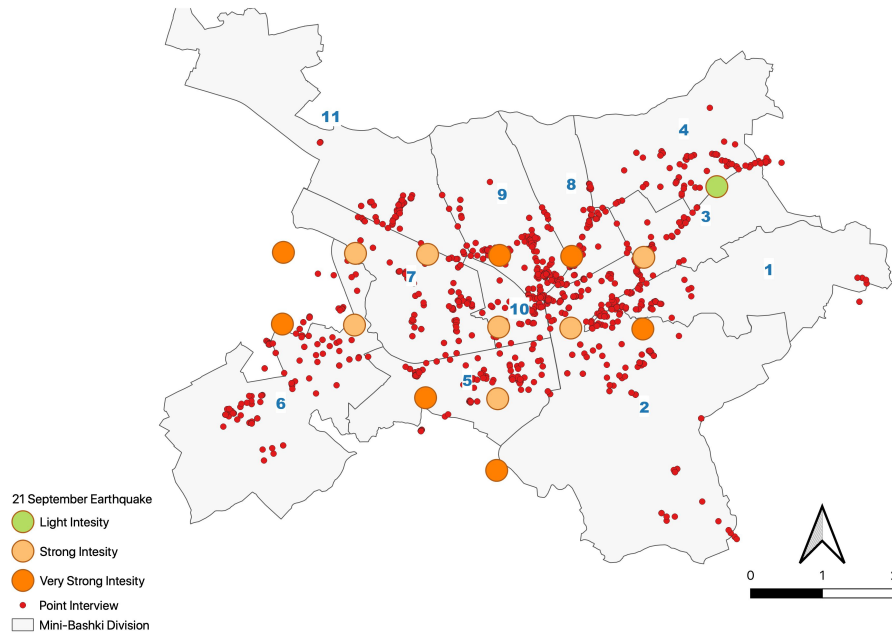 11
4
9
8
3
1
7
10
5
6
2
21 September Earthquake
Light Intesity
Strong Intesity
Very Strong Intesity
Point Interview
Mini-Bashki Division
0 1